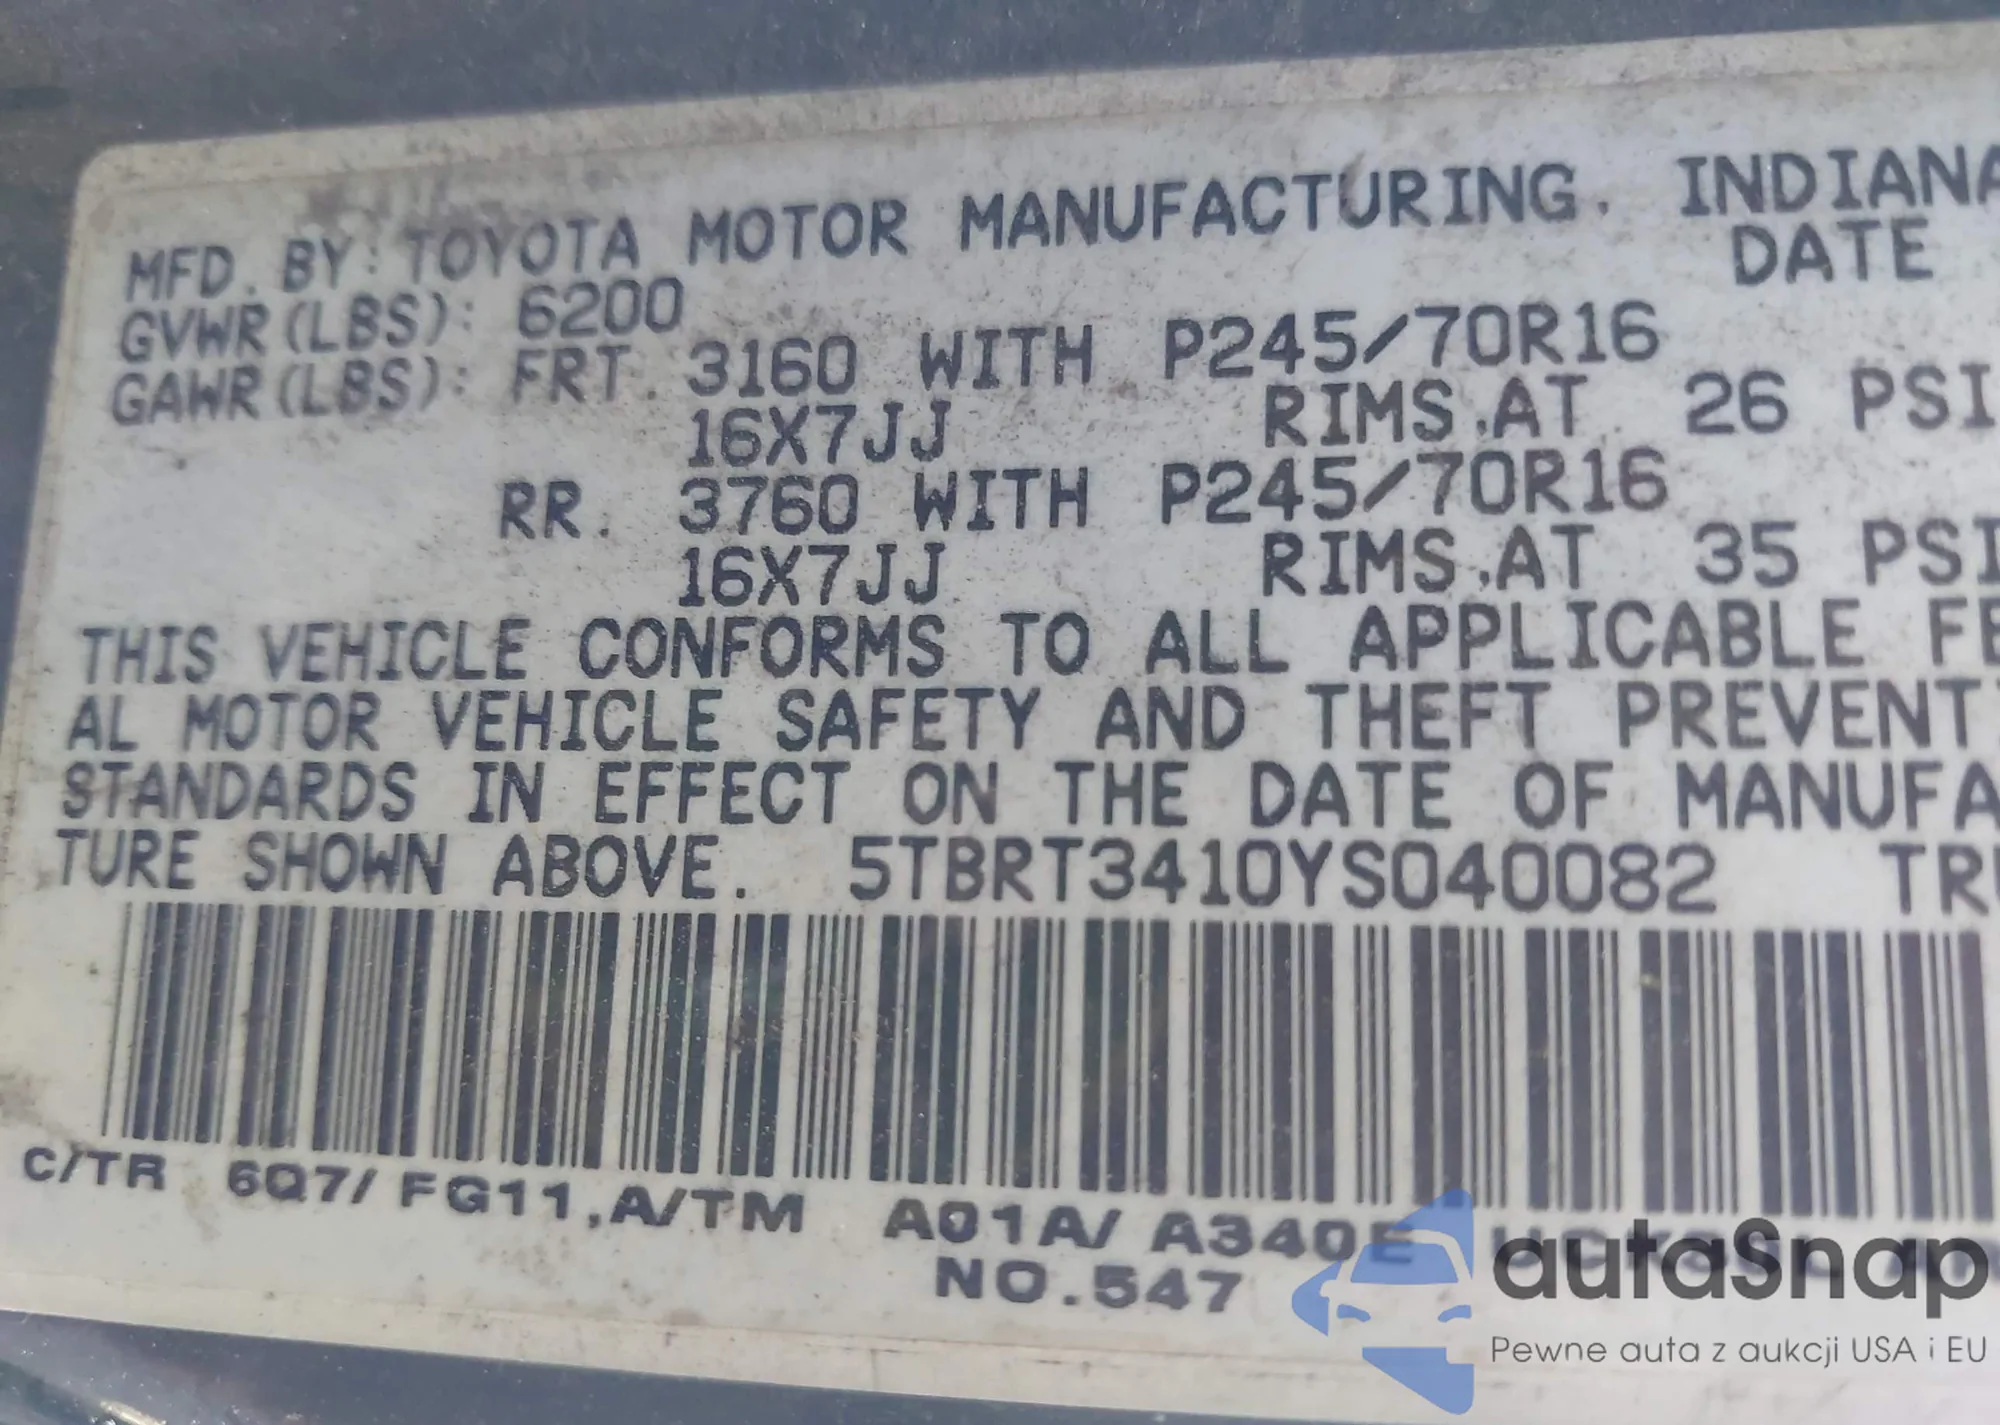 MFD. BY: TOYOTA MOTOR MANUFACTURING, INDIANA
DATE
GVWR(LBS): 6200
GAWR(LBS): FRT. 3160 WITH P245/70R16
16X7JJ RIMS,AT 26 PSI
RR. 3760 WITH P245/70R16
16X7JJ RIMS,AT 35 PSI
THIS VEHICLE CONFORMS TO ALL APPLICABLE FE
AL MOTOR VEHICLE SAFETY AND THEFT PREVENT
STANDARDS IN EFFECT ON THE DATE OF MANUFA
TURE SHOWN ABOVE. 5TBRT3410YS040082 TRU
C/TR 6Q7/FG11,A/TM A01A/A340E
NO.547
autaSnap
Pewne auta z aukcji USA i EU